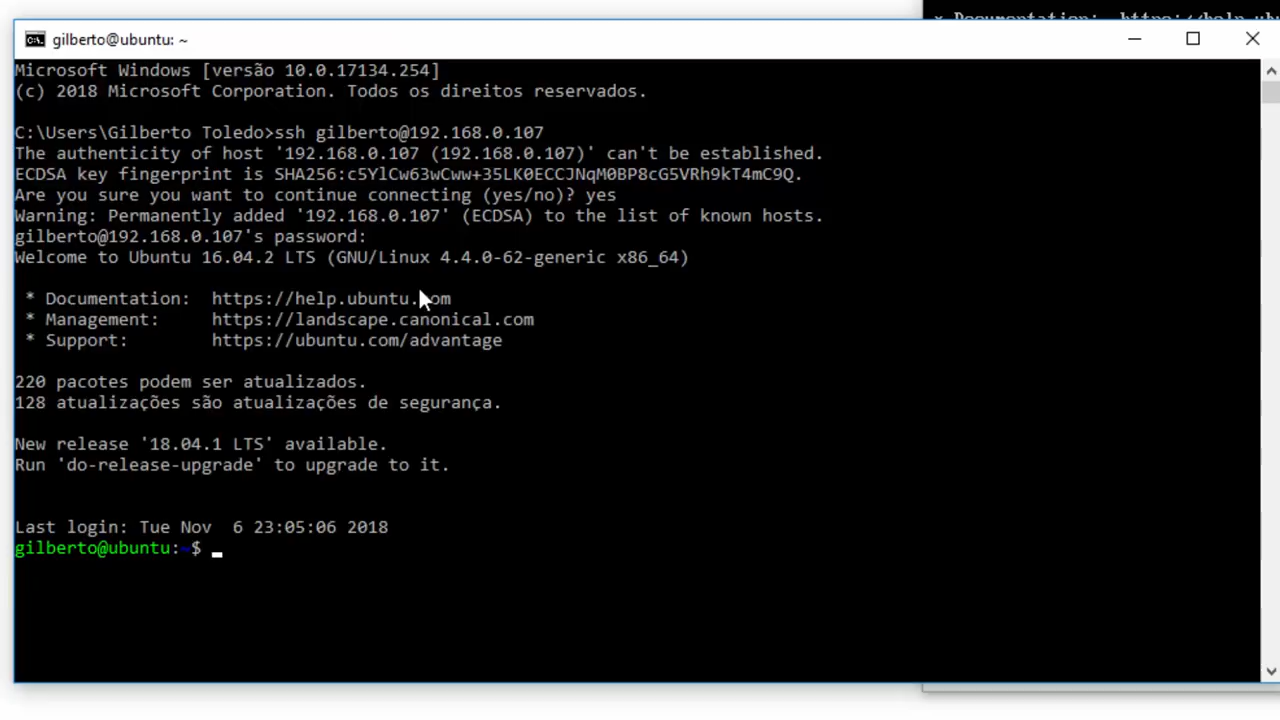 * Documentation: https://help.ubu
gilberto@ubuntu: ~
Microsoft Windows [versão 10.0.17134.254]
(c) 2018 Microsoft Corporation. Todos os direitos reservados.
C:\Users\Gilberto Toledo>ssh gilberto@192.168.0.107
The authenticity of host '192.168.0.107 (192.168.0.107)' can't be established.
ECDSA key fingerprint is SHA256:c5YlCw63wCww+35LK0ECCJNqM0BP8cG5VRh9kT4mC9Q.
Are you sure you want to continue connecting (yes/no)? yes
Warning: Permanently added '192.168.0.107' (ECDSA) to the list of known hosts.
gilberto@192.168.0.107's password:
Welcome to Ubuntu 16.04.2 LTS (GNU/Linux 4.4.0-62-generic x86_64)
* Documentation: https://help.ubuntu.com
* Management: https://landscape.canonical.com
* Support: https://ubuntu.com/advantage
220 pacotes podem ser atualizados.
128 atualizações são atualizações de segurança.
New release '18.04.1 LTS' available.
Run 'do-release-upgrade' to upgrade to it.
Last login: Tue Nov 6 23:05:06 2018
gilberto@ubuntu:~$